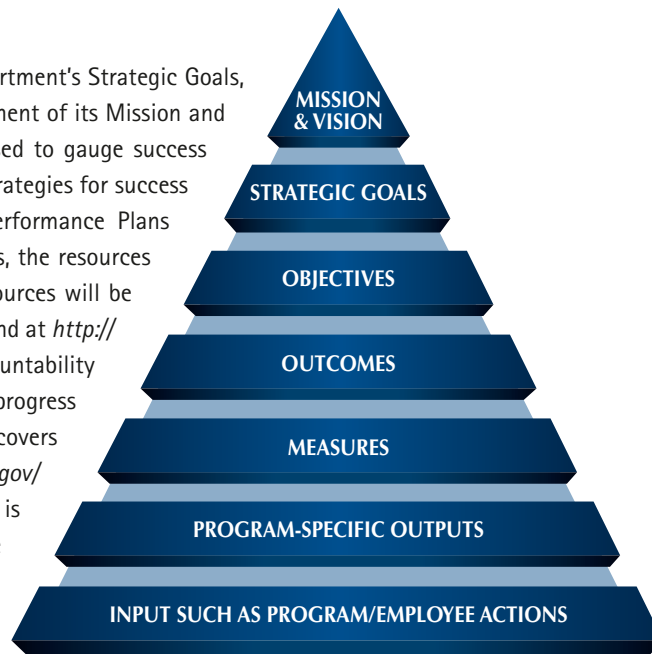 rtment's Strategic Goals,
ment of its Mission and
ed to gauge success
rategies for success
erformance Plans
s, the resources
ources will be
nd at http://
untability
progress
covers
gov/
is
MISSION
& VISION
STRATEGIC GOALS
OBJECTIVES
OUTCOMES
MEASURES
PROGRAM-SPECIFIC OUTPUTS
INPUT SUCH AS PROGRAM/EMPLOYEE ACTIONS